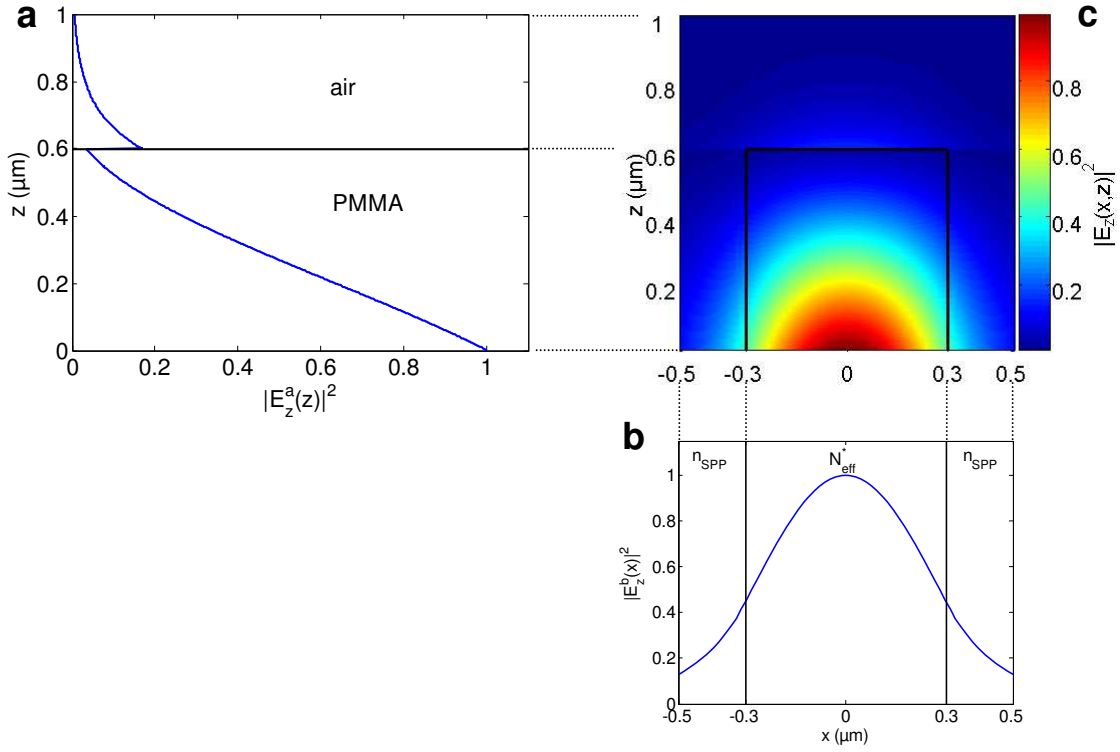 a
1
0.8
0.6
0.4
0.2
0
z (μm)
air
PMMA
0 0.2 0.4 0.6 0.8 1
|E_z^a(z)|^2
c
1
0.8
0.6
0.4
0.2
z (μm)
-0.5 -0.3 0 0.3 0.5
0.8
0.6
0.4
0.2
|E_z(x,z)|^2
b
n_SPP N*_eff n_SPP
1
0.8
0.6
0.4
0.2
0
|E_z^b(x)|^2
-0.5 -0.3 0 0.3 0.5
x (μm)